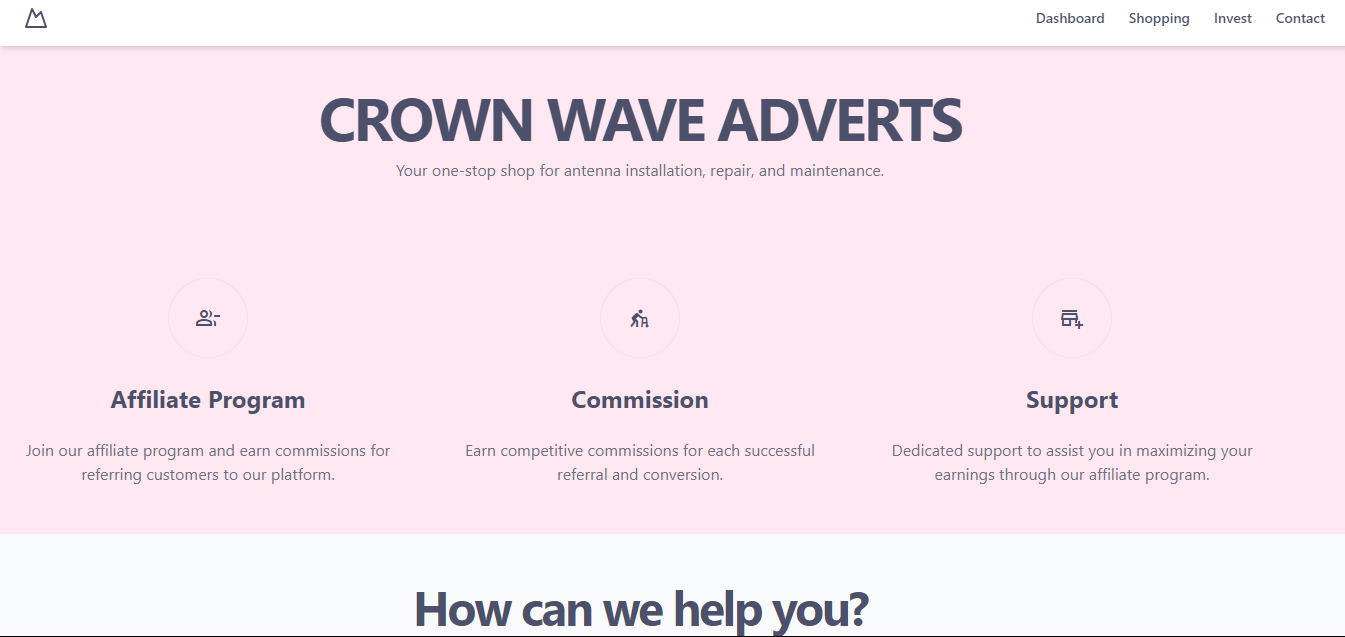 Dashboard Shopping Invest Contact
CROWN WAVE ADVERTS
Your one-stop shop for antenna installation, repair, and maintenance.
Affiliate Program
Join our affiliate program and earn commissions for
referring customers to our platform.
Commission
Earn competitive commissions for each successful
referral and conversion.
Support
Dedicated support to assist you in maximizing your
earnings through our affiliate program.
How can we help you?